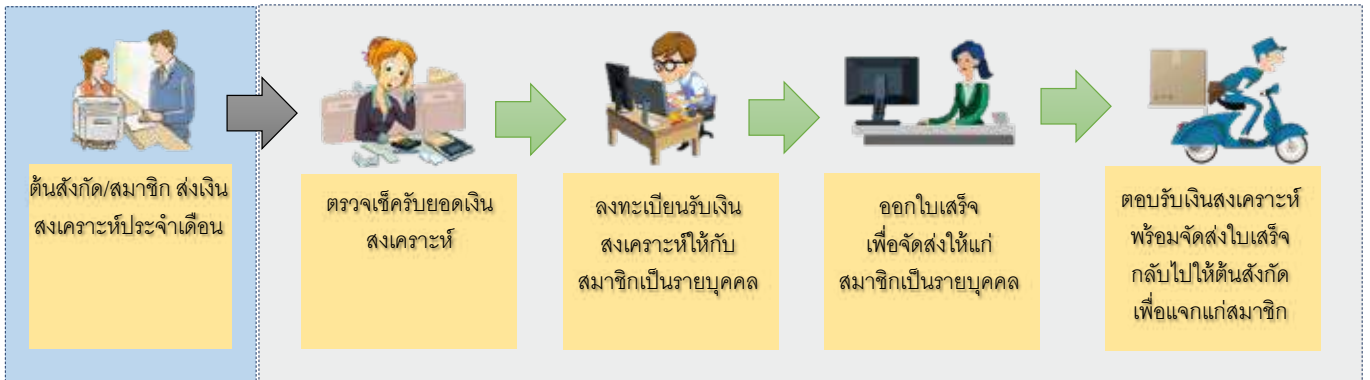 ต้นสังกัด/สมาชิก ส่งเงิน
สงเคราะห์ประจำเดือน
ตรวจเช็ครับยอดเงิน
สงเคราะห์
ลงทะเบียนรับเงิน
สงเคราะห์ให้กับ
สมาชิกเป็นรายบุคคล
ออกใบเสร็จ
เพื่อจัดส่งให้แก่
สมาชิกเป็นรายบุคคล
ตอบรับเงินสงเคราะห์
พร้อมจัดส่งใบเสร็จ
กลับไปให้ต้นสังกัด
เพื่อแจกแก่สมาชิก